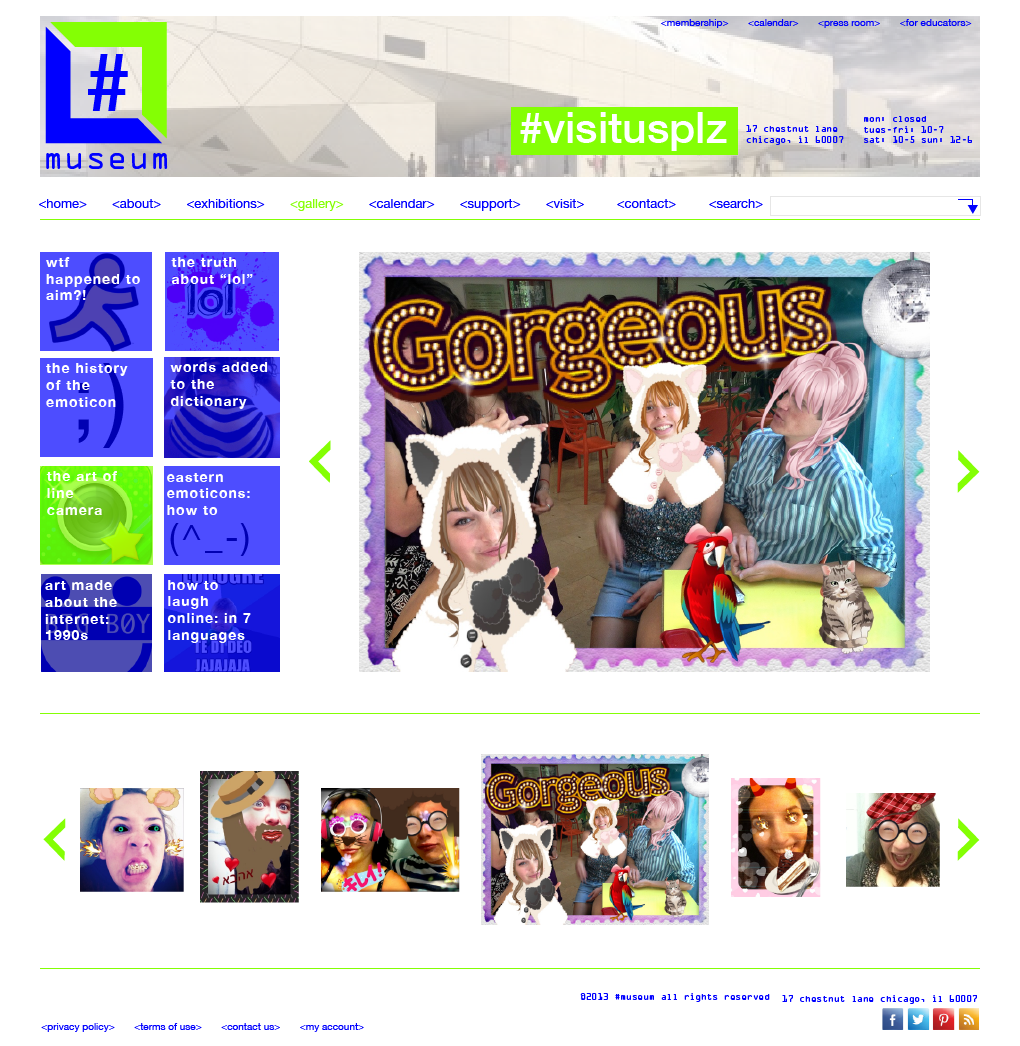 <membership> <calendar> <press room> <for educators>
#
museum
#visitusplz
17 chestnut lane
chicago, il 60007
mon: closed
tues-fri: 10-7
sat: 10-5 sun: 12-6
<home> <about> <exhibitions> <gallery> <calendar> <support> <visit> <contact> <search>
wtf
happened to
aim?!
the truth
about “lol”
lol
the history
of the
emoticon
;)
words added
to the
dictionary
the art of
line
camera
eastern
emoticons:
how to
(^_-)
art made
about the
internet:
1990s
BOY
how to
laugh
online: in 7
languages
TE DI DEO
JAJAJAJA
Gorgeous
Gorgeous
אהבא
<privacy policy> <terms of use> <contact us> <my account>
©2013 #museum all rights reserved 17 chestnut lane chicago, il 60007